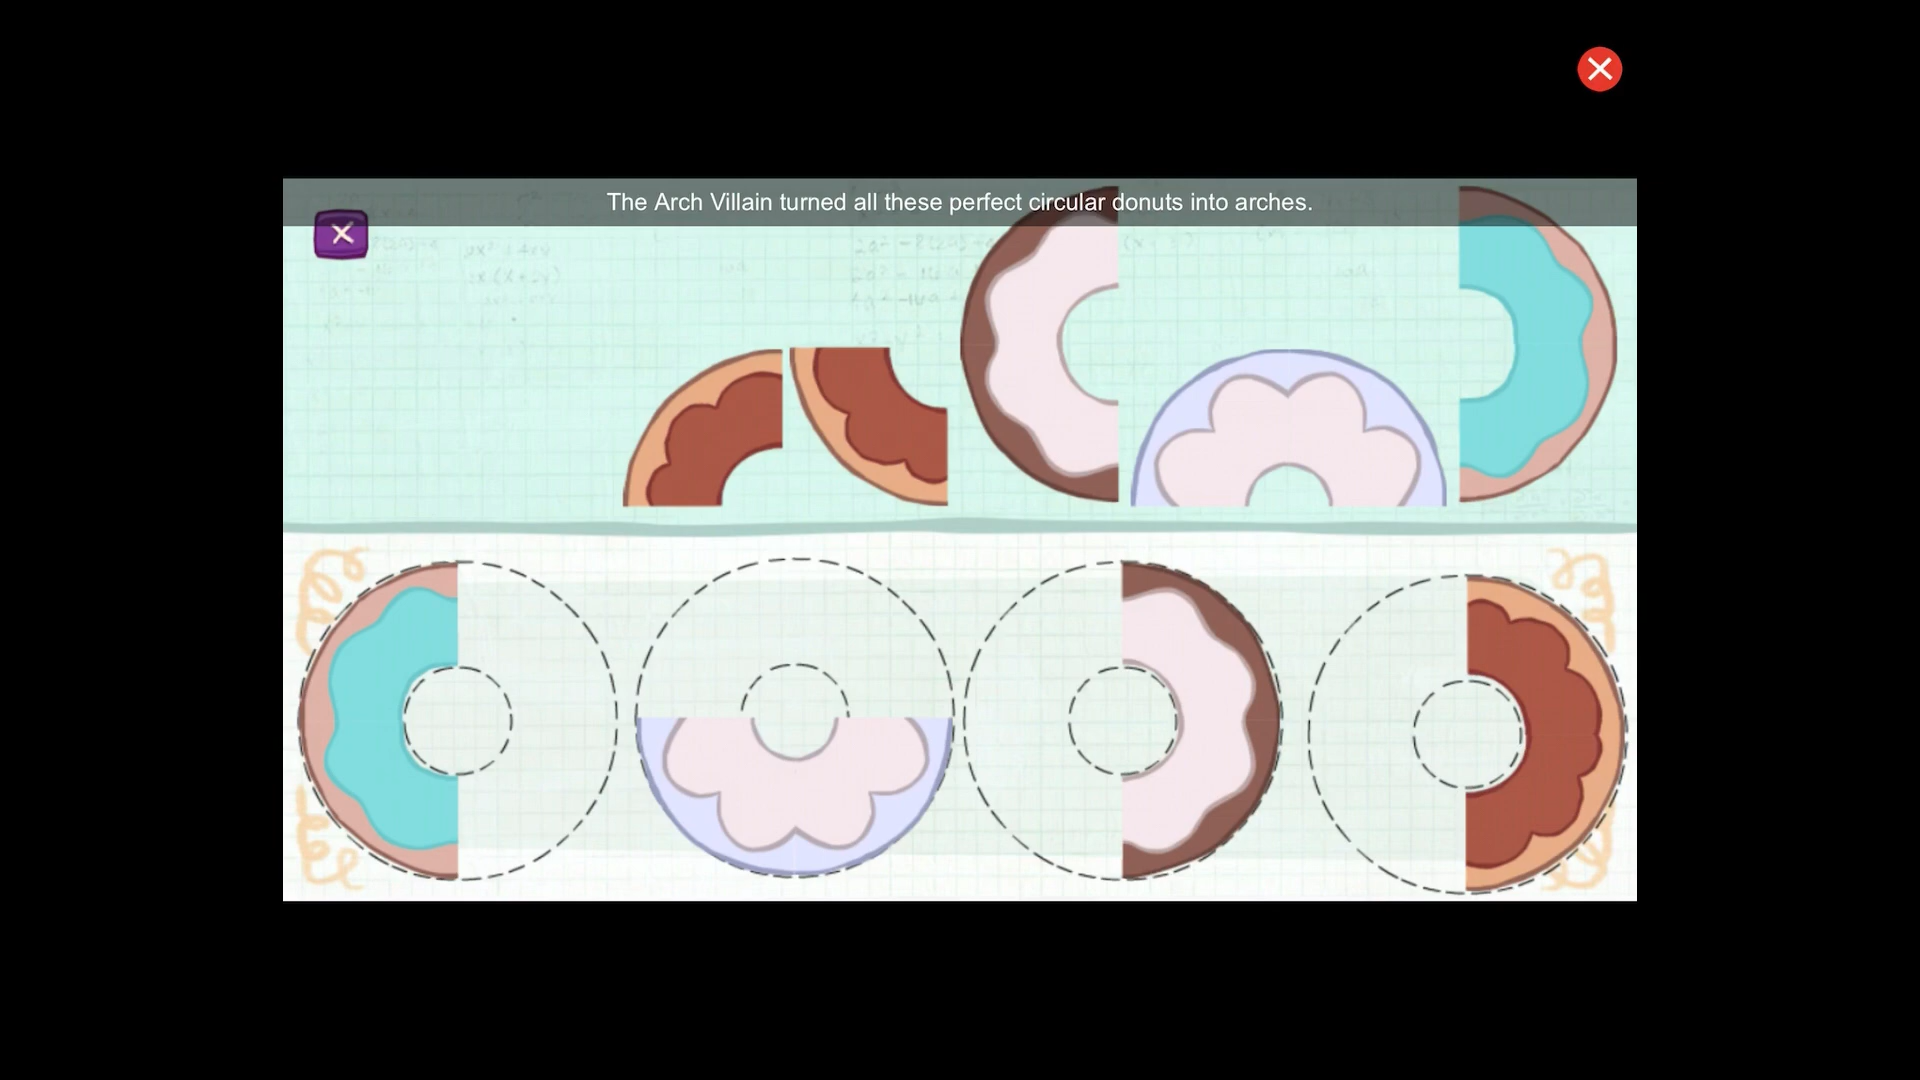 The Arch Villain turned all these perfect circular donuts into arches.